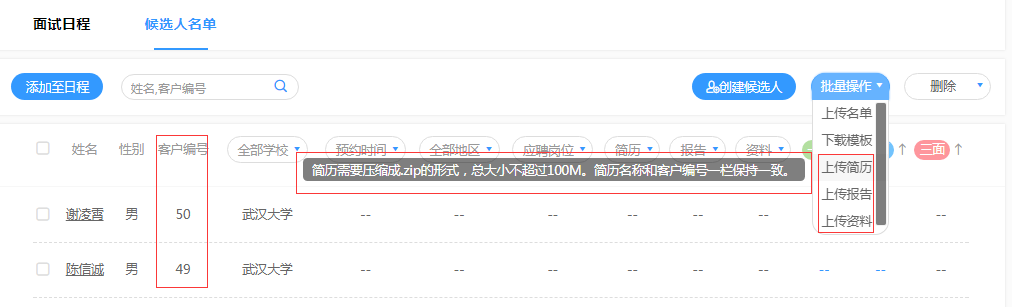 面试日程 候选人名单
添加至日程 姓名,客户编号 创建候选人 批量操作 删除
上传名单
下载模板
上传简历
上传报告
上传资料
姓名 性别 客户编号 全部学校 预约时间 全部地区 应聘岗位 简历 报告 资料 三面
简历需要压缩成.zip的形式，总大小不超过100M。简历名称和客户编号一栏保持一致。
谢凌霄 男 50 武汉大学 -- -- -- -- -- -- -- --
陈信诚 男 49 武汉大学 -- -- -- -- -- -- -- -- -- --